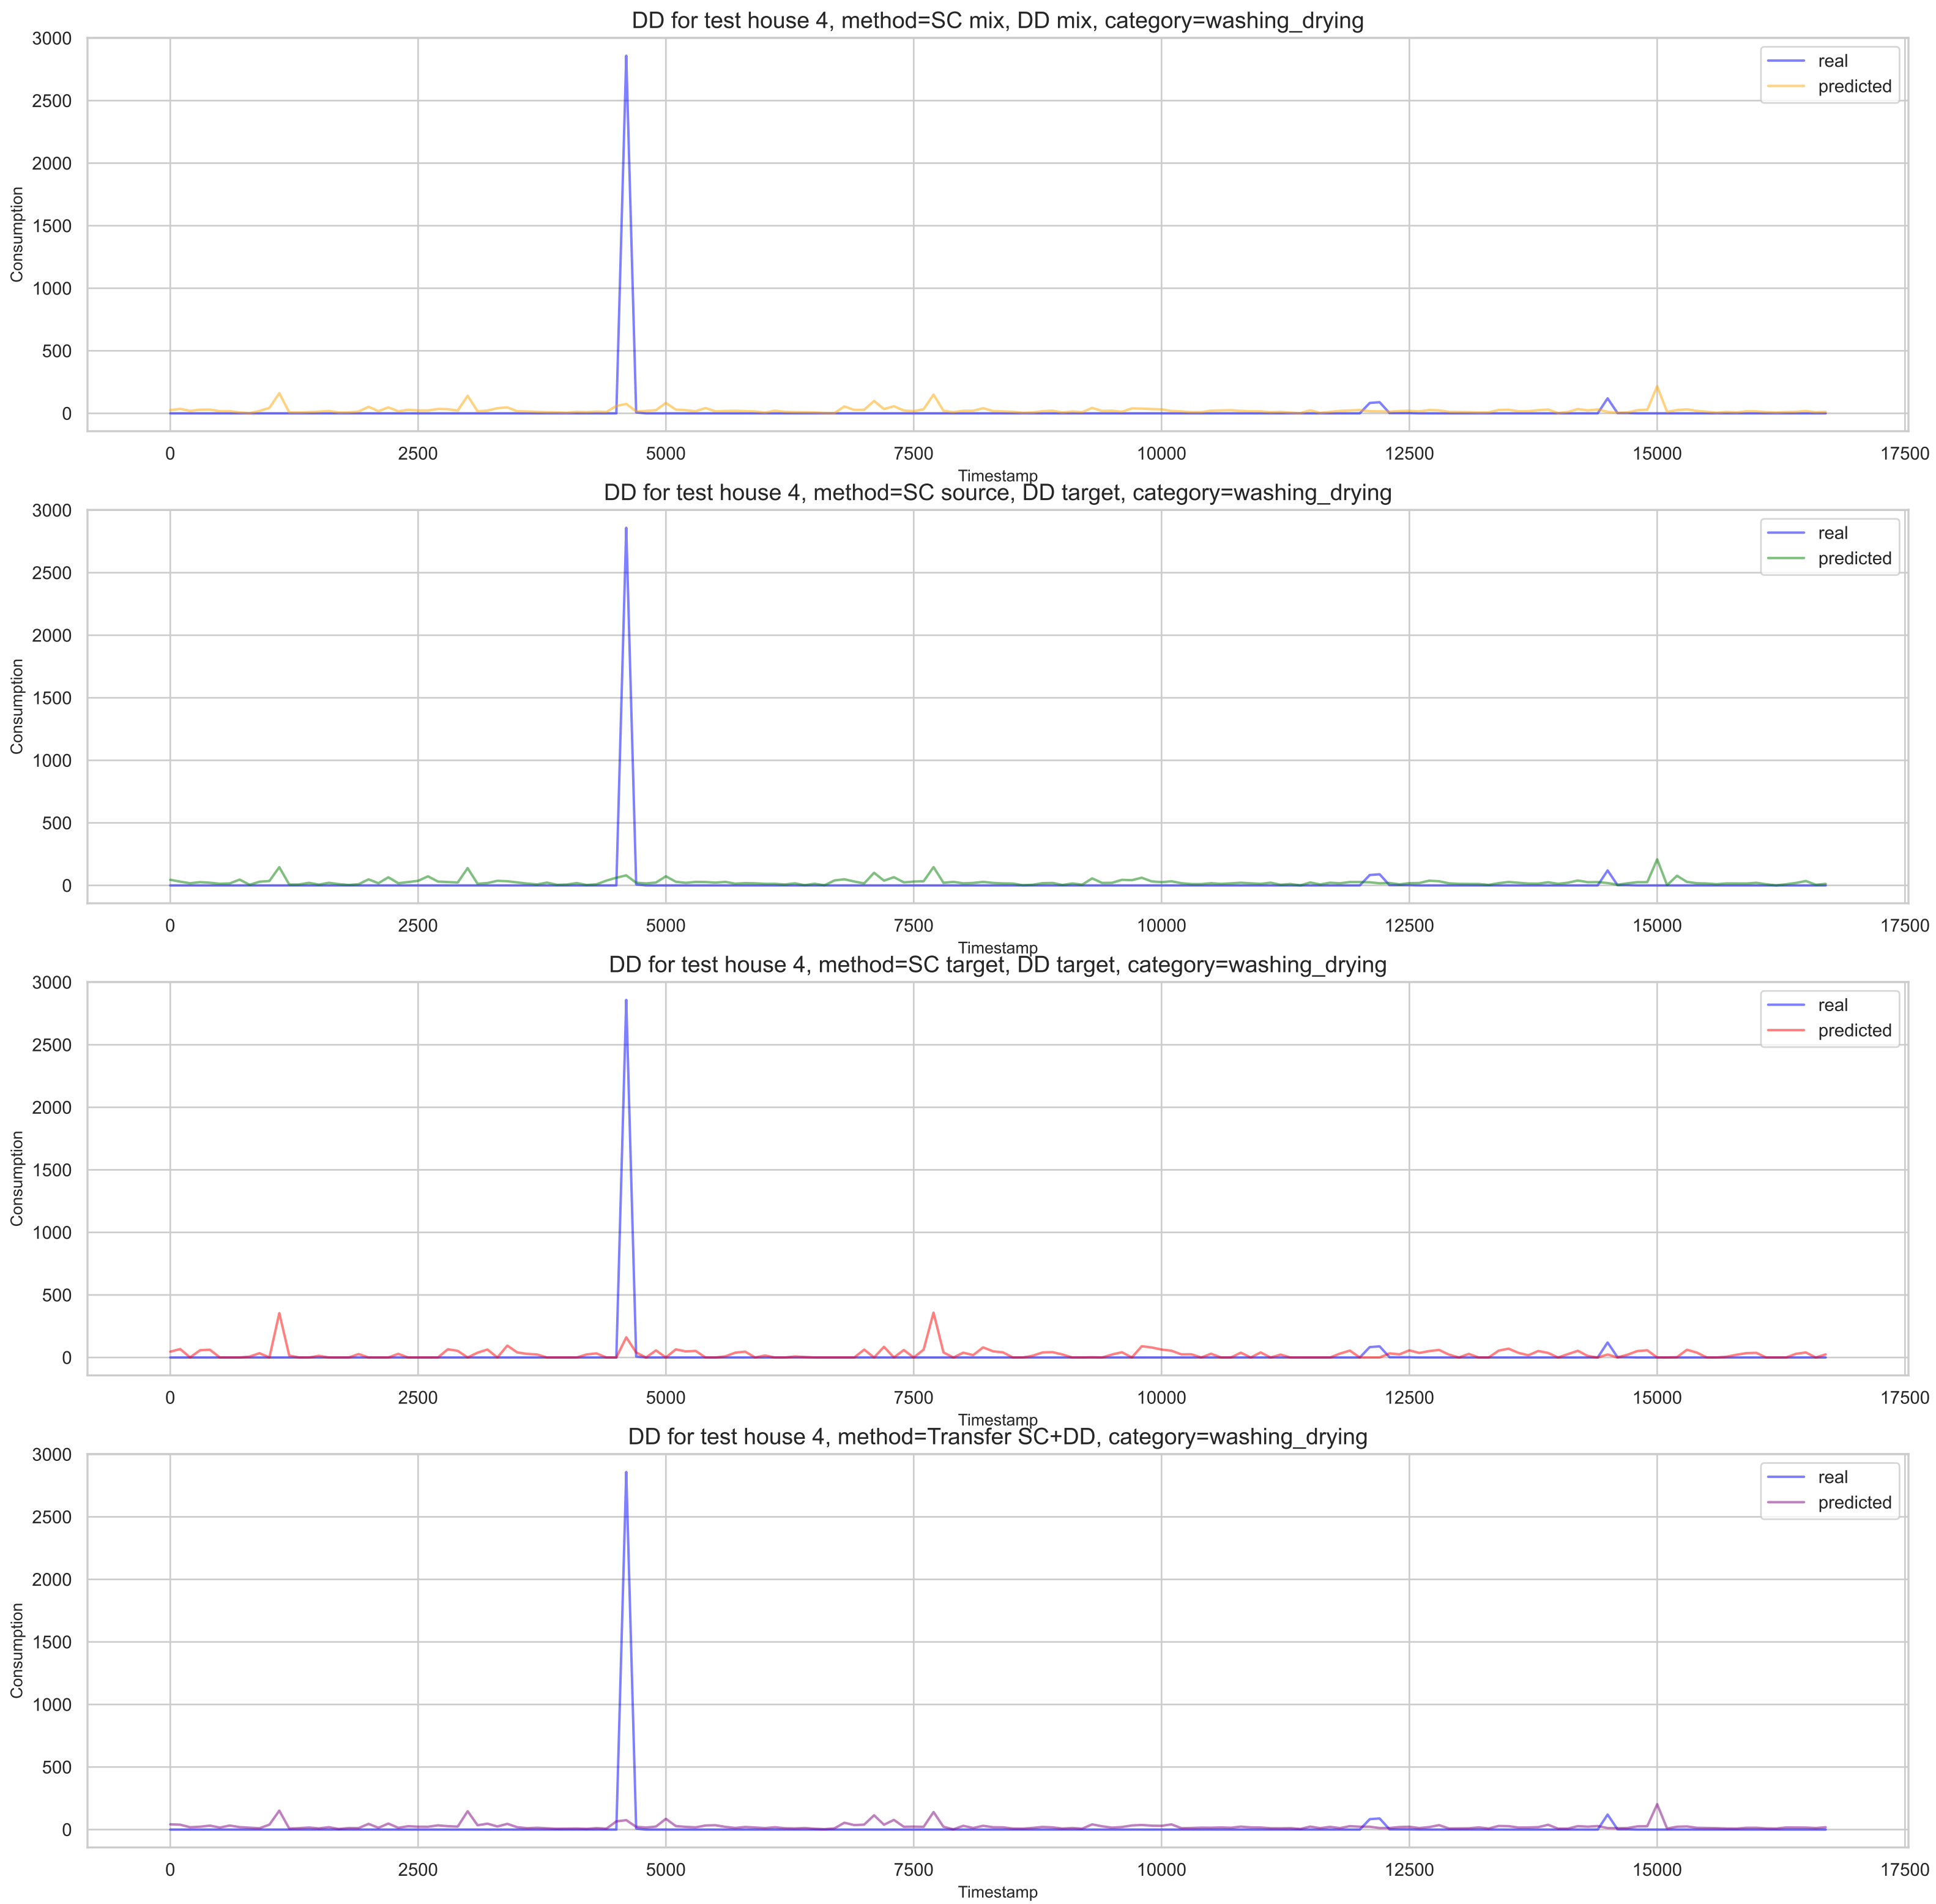 DD for test house 4, method=SC mix, DD mix, category=washing_drying
3000
2500
2000
1500
1000
500
0
Consumption
real
predicted
0 2500 5000 7500 10000 12500 15000 17500
Timestamp
DD for test house 4, method=SC source, DD target, category=washing_drying
3000
2500
2000
1500
1000
500
0
Consumption
real
predicted
0 2500 5000 7500 10000 12500 15000 17500
Timestamp
DD for test house 4, method=SC target, DD target, category=washing_drying
3000
2500
2000
1500
1000
500
0
Consumption
real
predicted
0 2500 5000 7500 10000 12500 15000 17500
Timestamp
DD for test house 4, method=Transfer SC+DD, category=washing_drying
3000
2500
2000
1500
1000
500
0
Consumption
real
predicted
0 2500 5000 7500 10000 12500 15000 17500
Timestamp